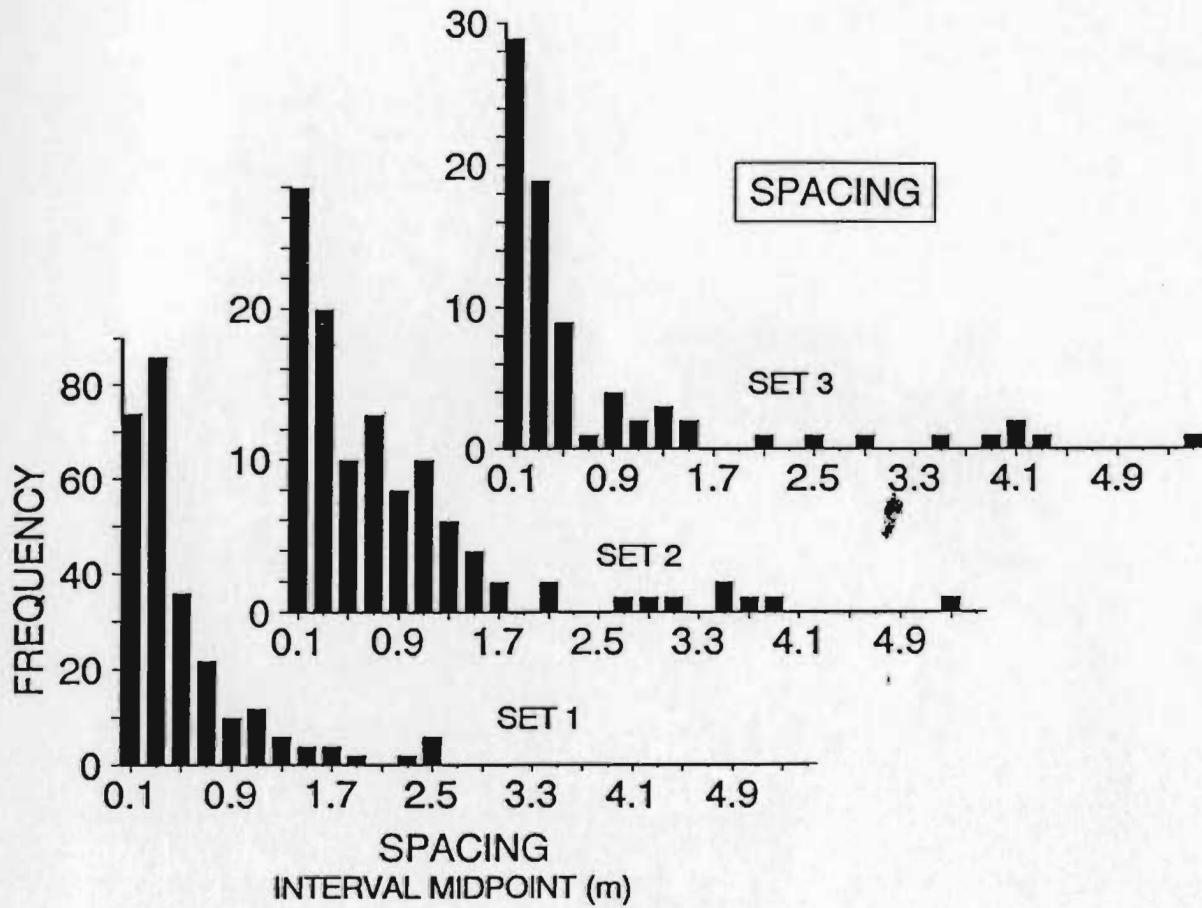 30
20
10
0
0.1 0.9 1.7 2.5 3.3 4.1 4.9
SPACING
SET 3
20
10
0
0.1 0.9 1.7 2.5 3.3 4.1 4.9
SET 2
FREQUENCY
80
60
40
20
0
0.1 0.9 1.7 2.5 3.3 4.1 4.9
SET 1
SPACING
INTERVAL MIDPOINT (m)